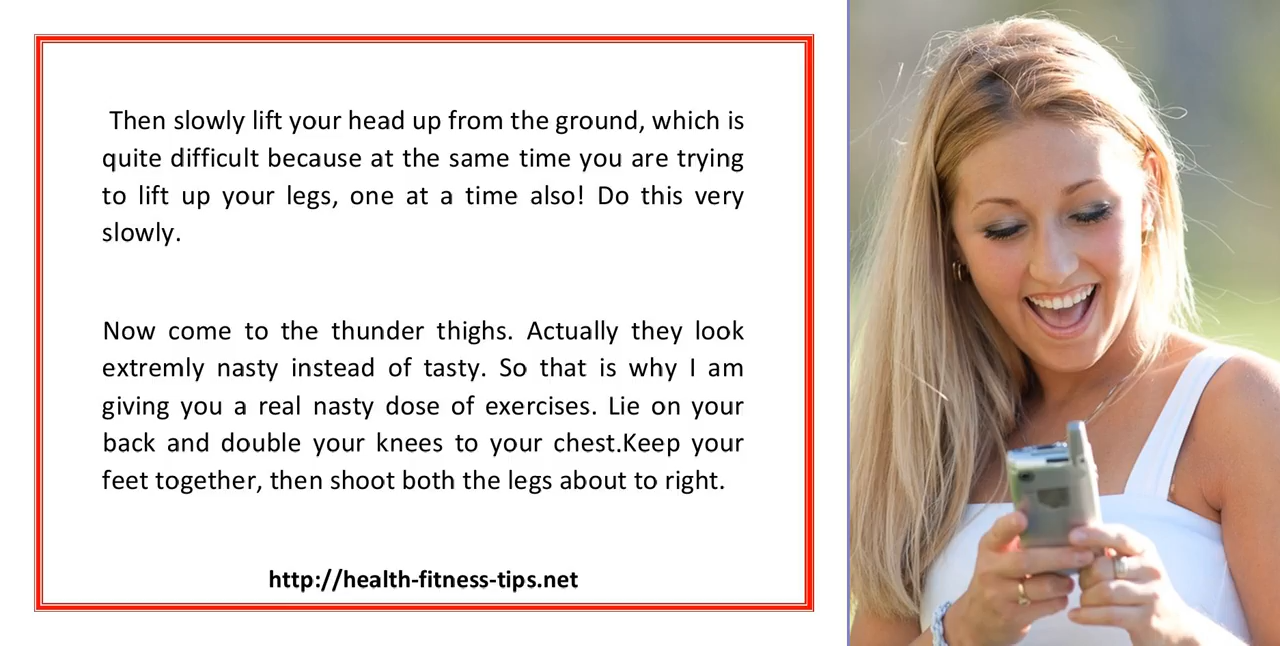 Then slowly lift your head up from the ground, which is
quite difficult because at the same time you are trying
to lift up your legs, one at a time also! Do this very
slowly.
Now come to the thunder thighs. Actually they look
extremly nasty instead of tasty. So that is why I am
giving you a real nasty dose of exercises. Lie on your
back and double your knees to your chest.Keep your
feet together, then shoot both the legs about to right.
http://health-fitness-tips.net